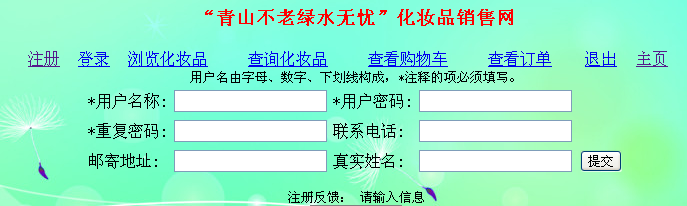 “青山不老绿水无忧”化妆品销售网
注册 登录 浏览化妆品 查询化妆品 查看购物车 查看订单 退出 主页
用户名由字母、数字、下划线构成，*注释的项必须填写。
*用户名称: *用户密码:
*重复密码: 联系电话:
邮寄地址: 真实姓名: 提交
注册反馈： 请输入信息